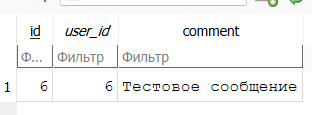 id user_id comment
Ф... Фильтр Фильтр
1 6 6 Тестовое сообщение